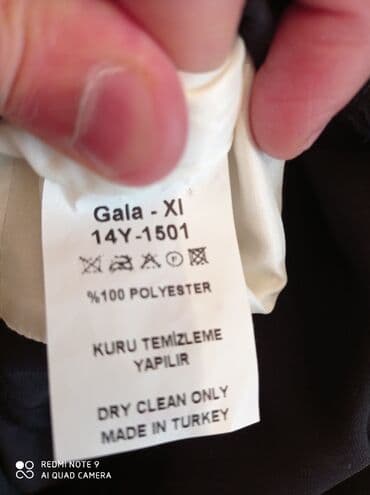 Gala - XI
14Y-1501
%100 POLYESTER
KURU TEMİZLEME
YAPILIR
DRY CLEAN ONLY
MADE IN TURKEY
REDMI NOTE 9
AI QUAD CAMERA